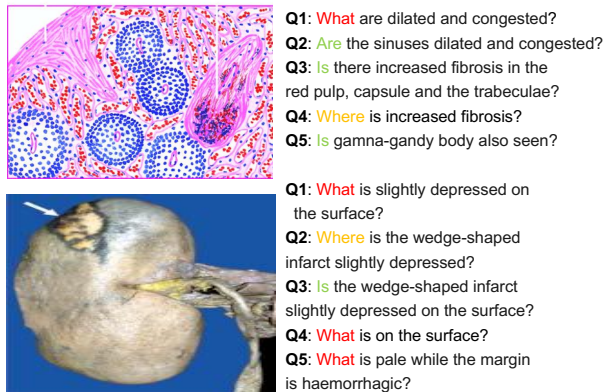 Q1: What are dilated and congested?
Q2: Are the sinuses dilated and congested?
Q3: Is there increased fibrosis in the
red pulp, capsule and the trabeculae?
Q4: Where is increased fibrosis?
Q5: Is gamna-gandy body also seen?
Q1: What is slightly depressed on
the surface?
Q2: Where is the wedge-shaped
infarct slightly depressed?
Q3: Is the wedge-shaped infarct
slightly depressed on the surface?
Q4: What is on the surface?
Q5: What is pale while the margin
is haemorrhagic?